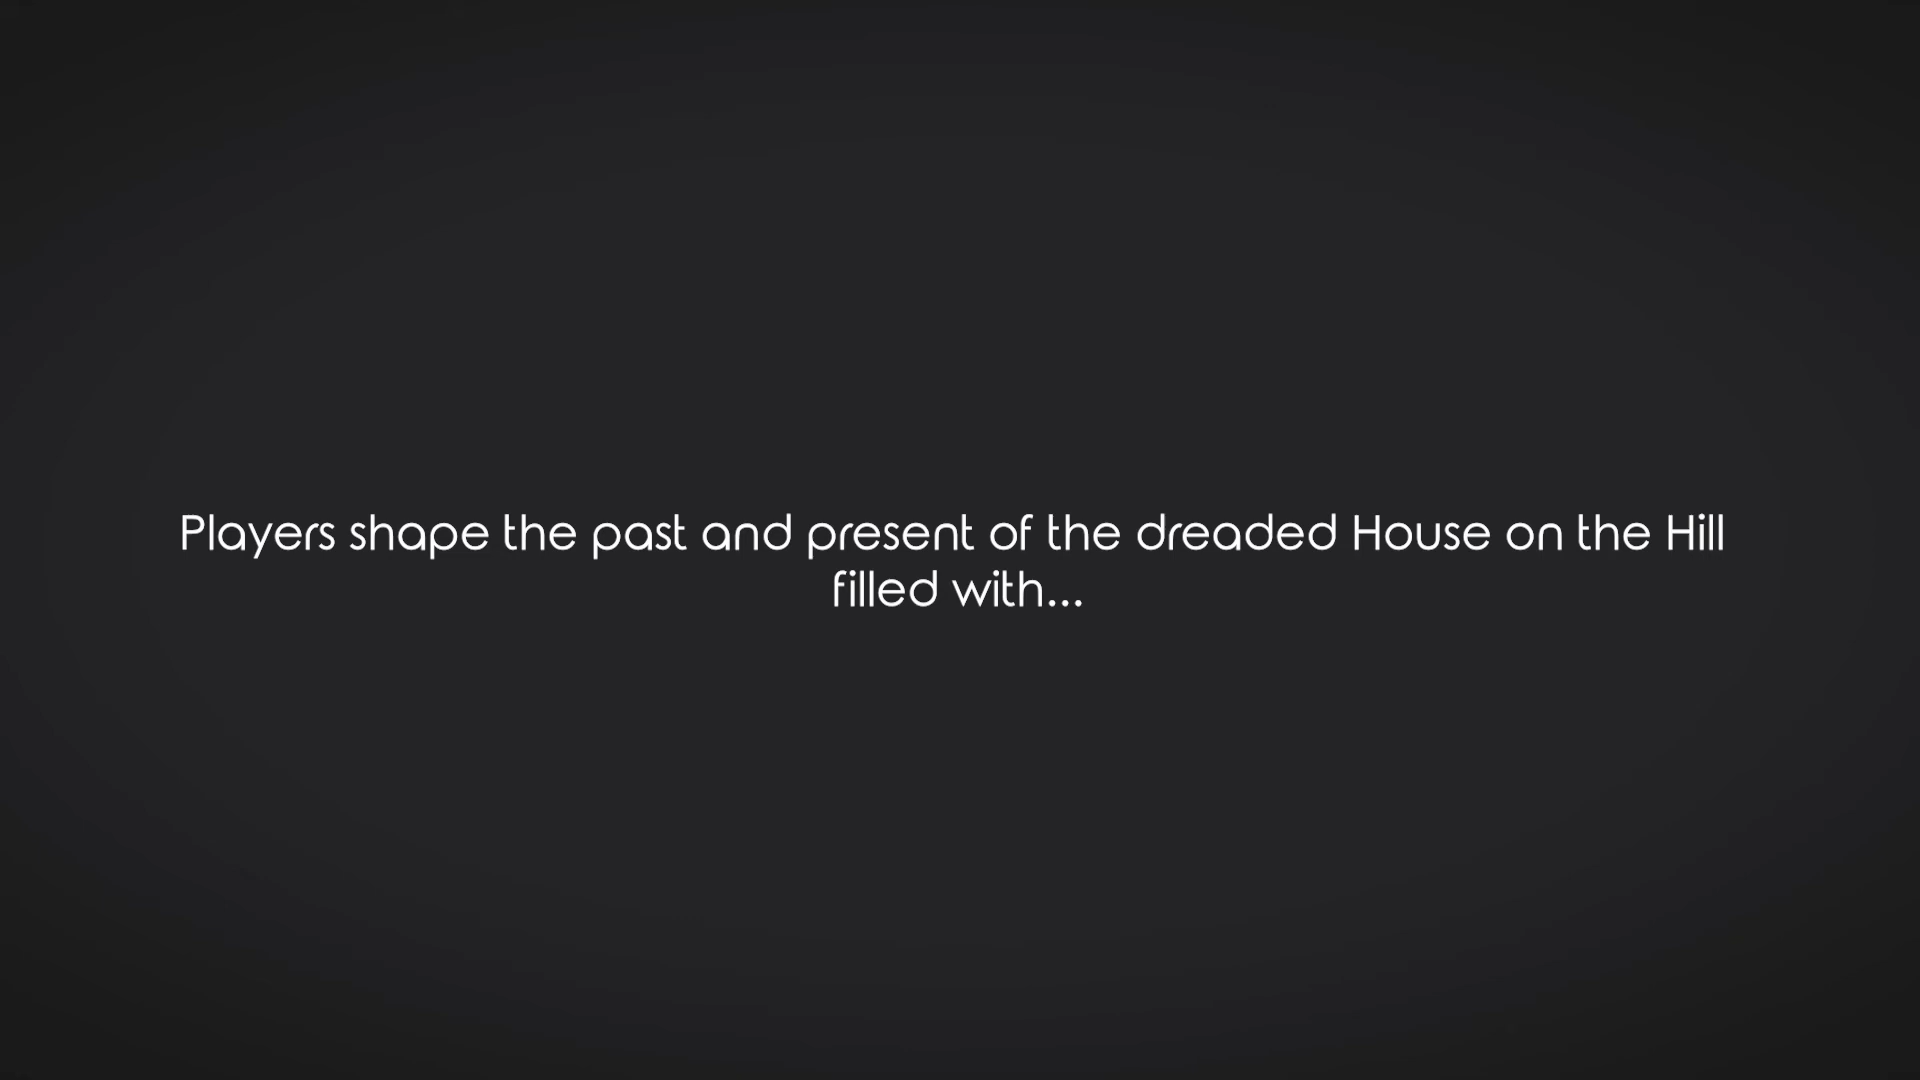 Players shape the past and present of the dreaded House on the Hill
filled with...